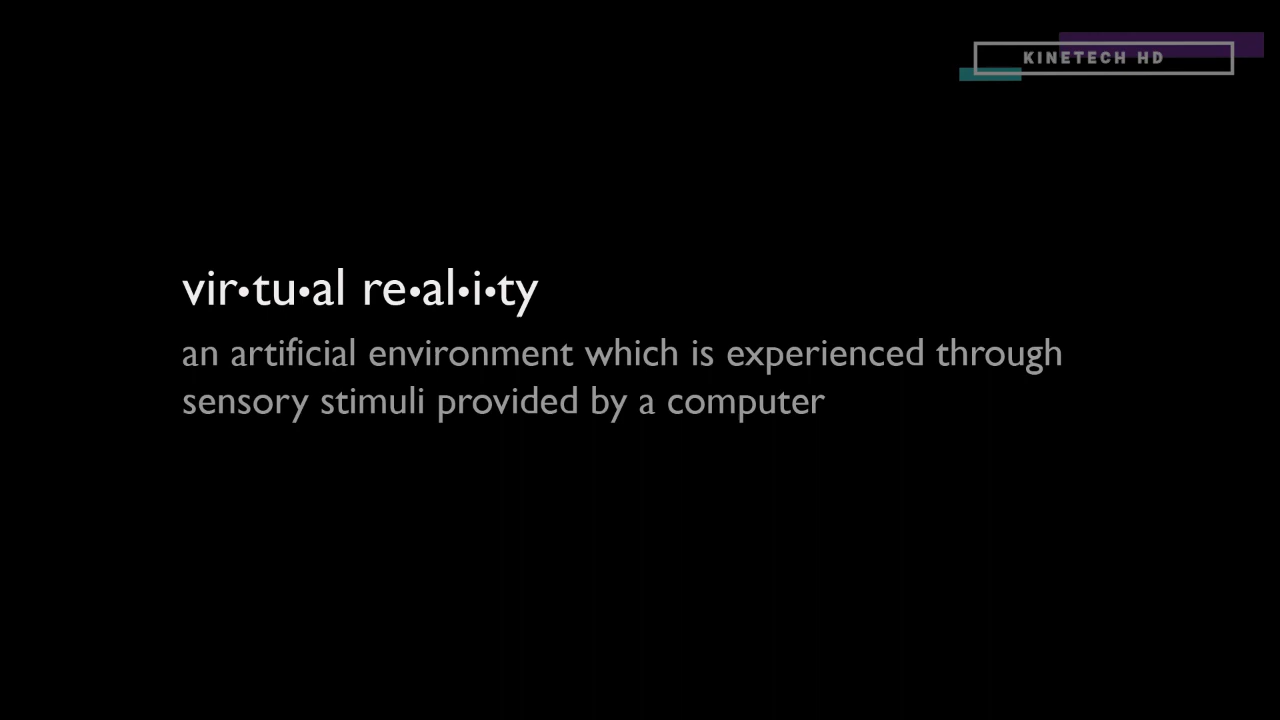 KINETECH HD
vir•tu•al re•al•i•ty
an artificial environment which is experienced through
sensory stimuli provided by a computer